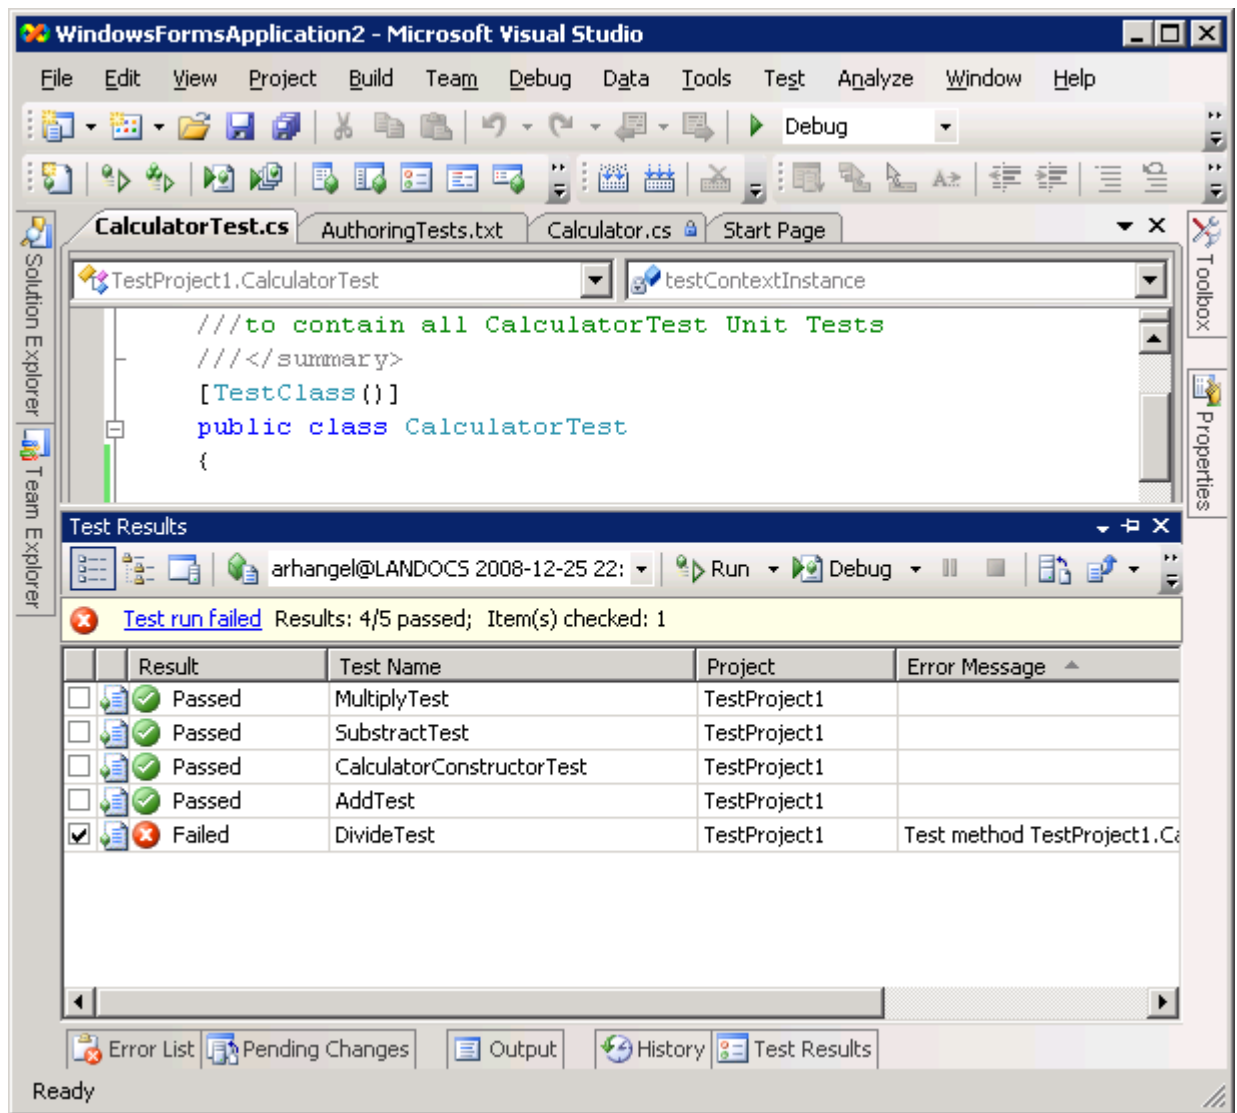 WindowsFormsApplication2 - Microsoft Visual Studio
File Edit View Project Build Team Debug Data Tools Test Analyze Window Help
Debug
CalculatorTest.cs AuthoringTests.txt Calculator.cs Start Page
TestProject1.CalculatorTest testContextInstance
///to contain all CalculatorTest Unit Tests
///</summary>
[TestClass()]
public class CalculatorTest
{
Solution Explorer
Team Explorer
Toolbox
Properties
Test Results
arhangel@LANDOCS 2008-12-25 22: Run Debug
Test run failed Results: 4/5 passed; Item(s) checked: 1
Result Test Name Project Error Message
Passed MultiplyTest TestProject1
Passed SubstractTest TestProject1
Passed CalculatorConstructorTest TestProject1
Passed AddTest TestProject1
Failed DivideTest TestProject1 Test method TestProject1.Ca
Error List Pending Changes Output History Test Results
Ready